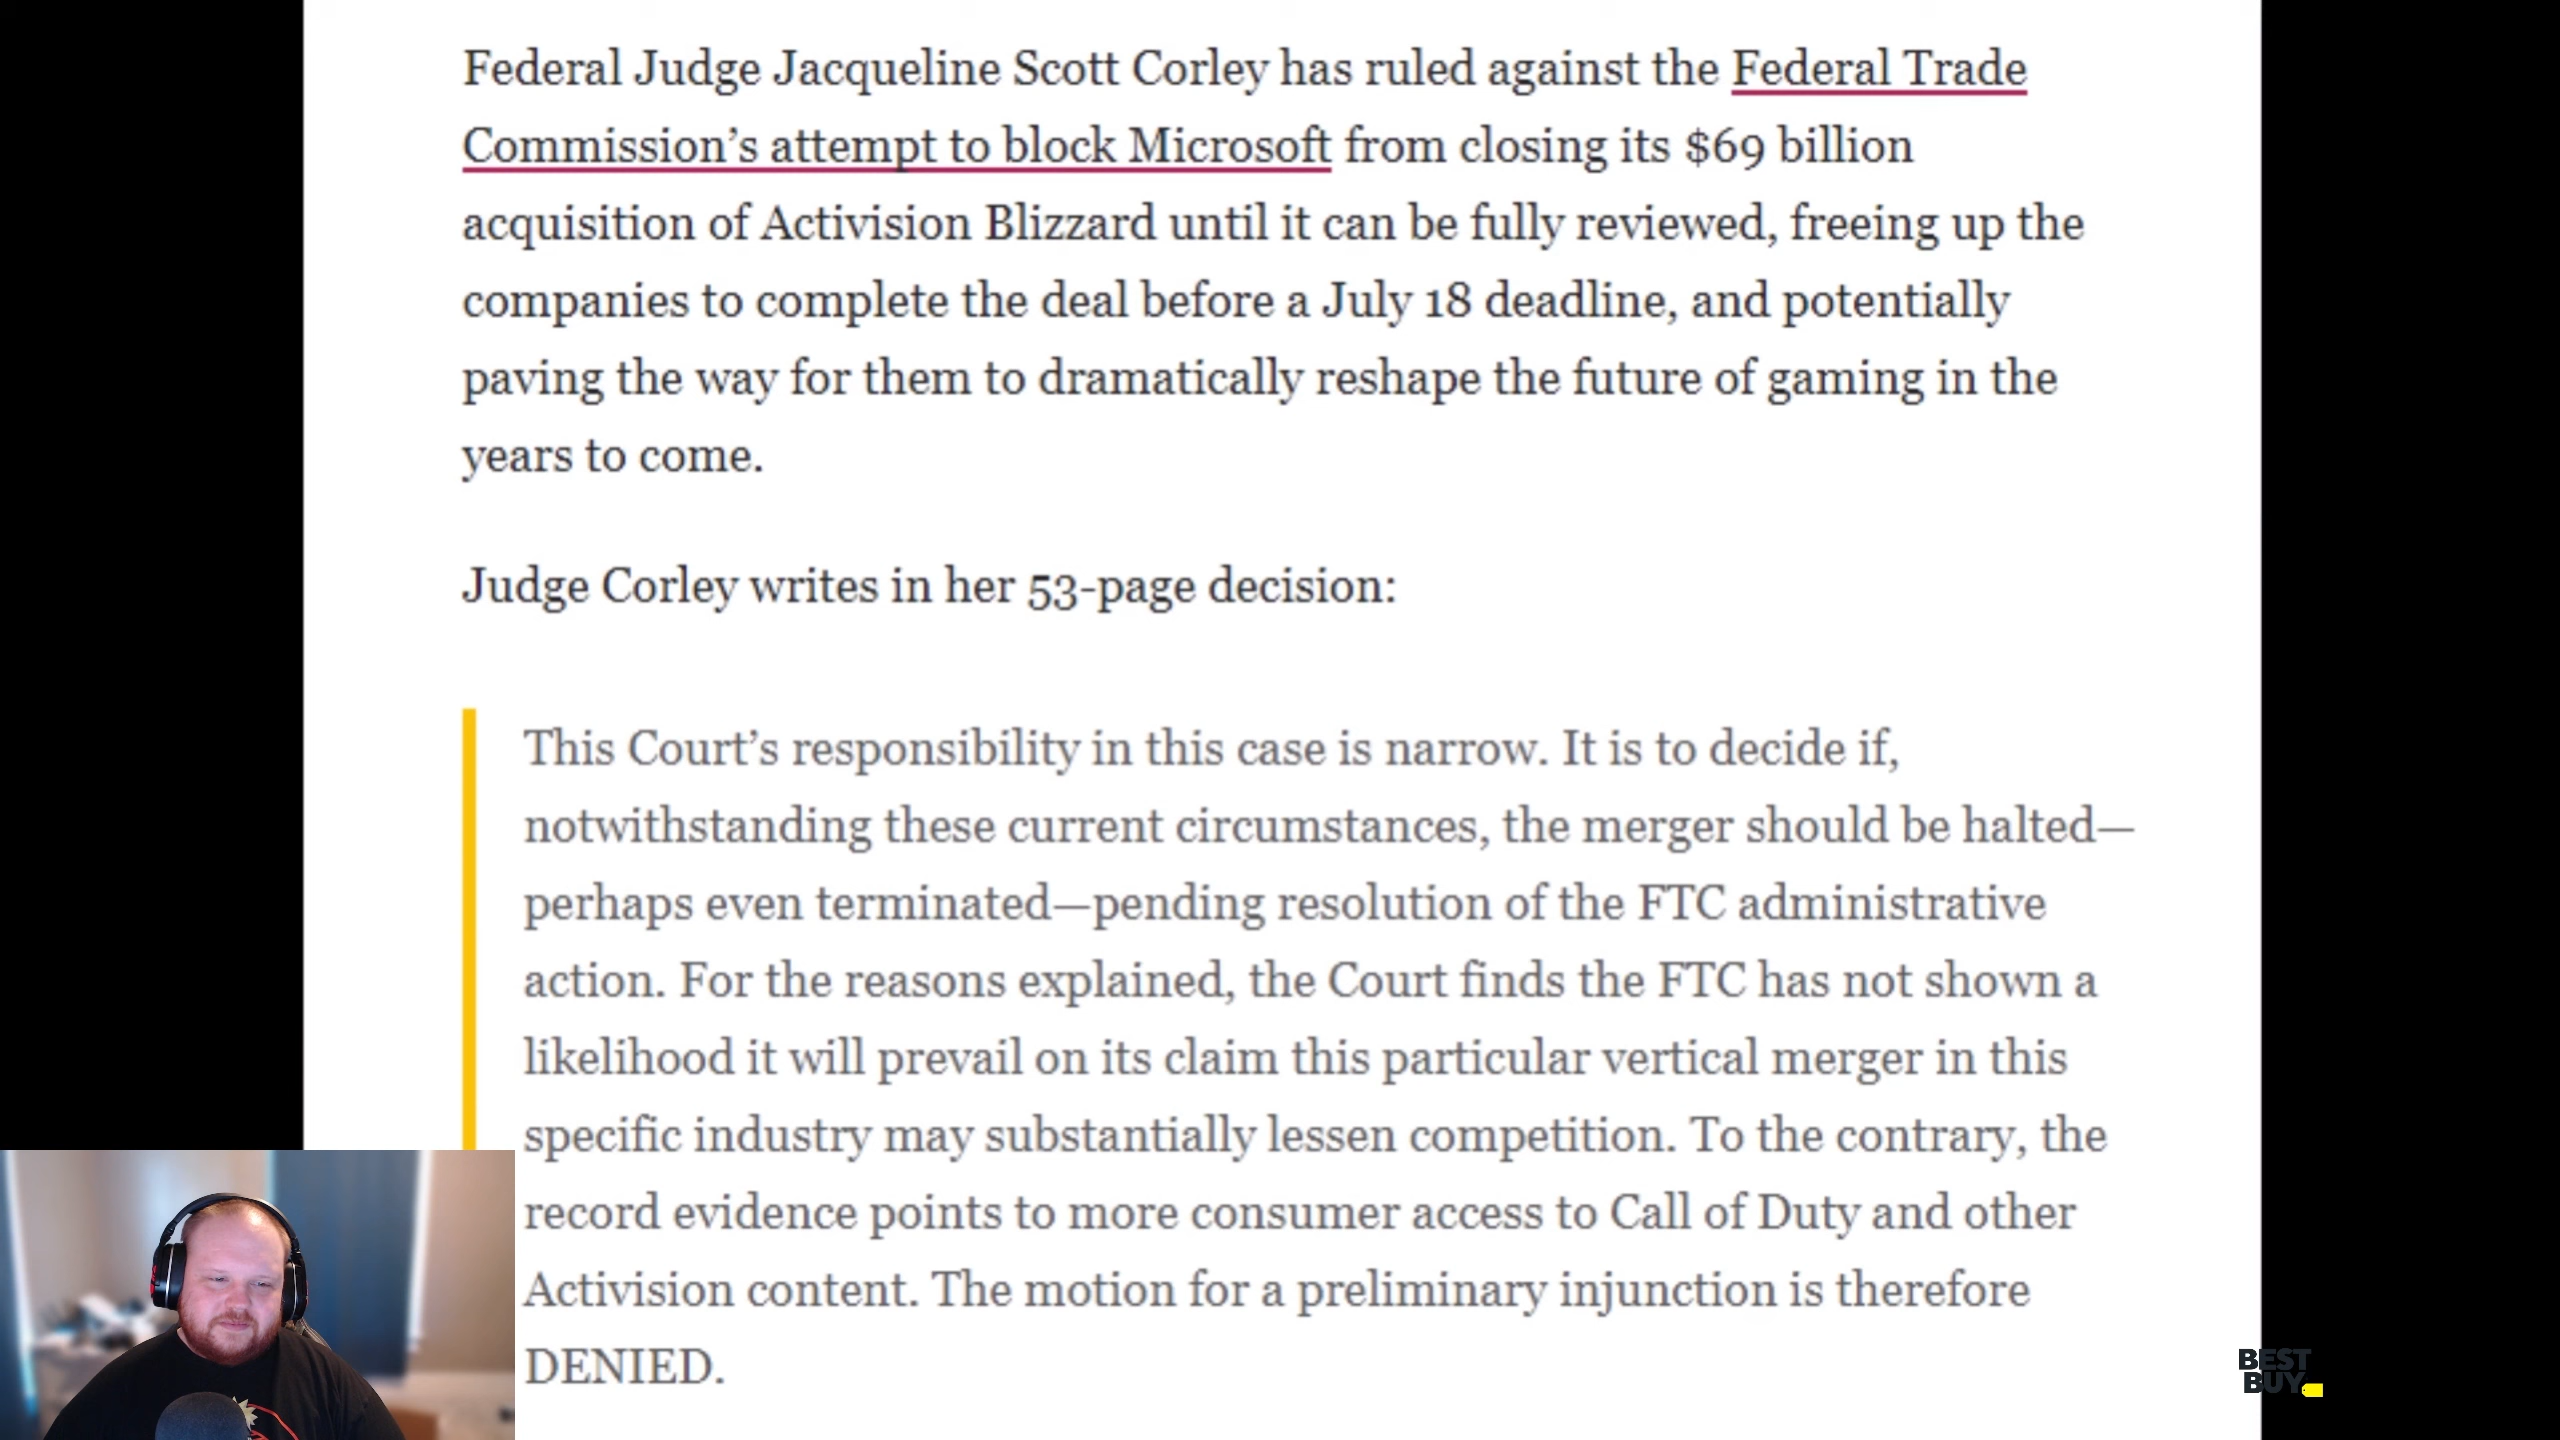 Federal Judge Jacqueline Scott Corley has ruled against the Federal Trade
Commission’s attempt to block Microsoft from closing its $69 billion
acquisition of Activision Blizzard until it can be fully reviewed, freeing up the
companies to complete the deal before a July 18 deadline, and potentially
paving the way for them to dramatically reshape the future of gaming in the
years to come.
Judge Corley writes in her 53-page decision:
This Court’s responsibility in this case is narrow. It is to decide if,
notwithstanding these current circumstances, the merger should be halted—
perhaps even terminated—pending resolution of the FTC administrative
action. For the reasons explained, the Court finds the FTC has not shown a
likelihood it will prevail on its claim this particular vertical merger in this
specific industry may substantially lessen competition. To the contrary, the
record evidence points to more consumer access to Call of Duty and other
Activision content. The motion for a preliminary injunction is therefore
DENIED.
BEST
BUY